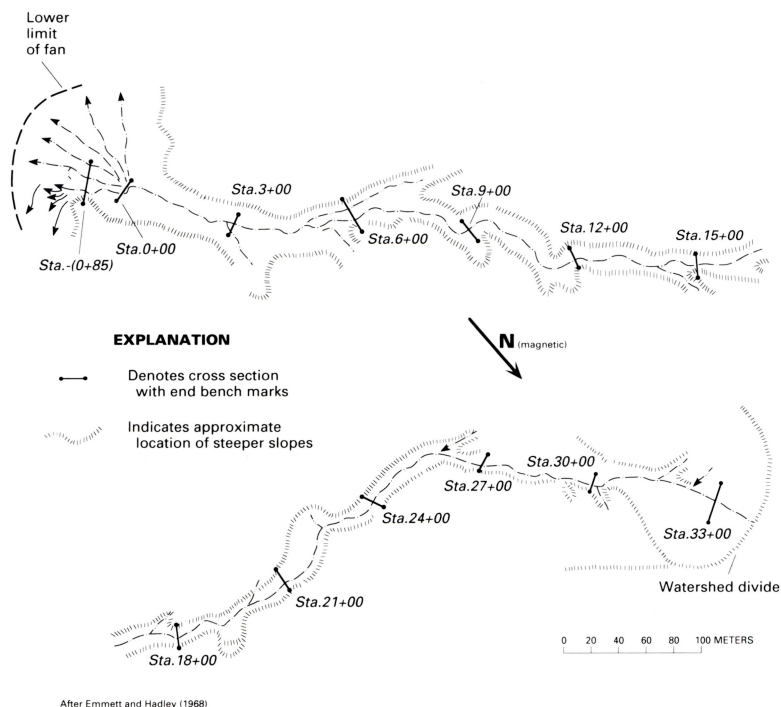 Lower
limit
of fan
Sta.3+00
Sta.9+00
Sta.12+00
Sta.15+00
Sta.6+00
Sta.0+00
Sta.-(0+85)
EXPLANATION
N (magnetic)
Denotes cross section
with end bench marks
Indicates approximate
location of steeper slopes
Sta.30+00
Sta.27+00
Sta.24+00
Sta.33+00
Watershed divide
Sta.21+00
Sta.18+00
0 20 40 60 80 100 METERS
After Emmett and Hadley (1968)